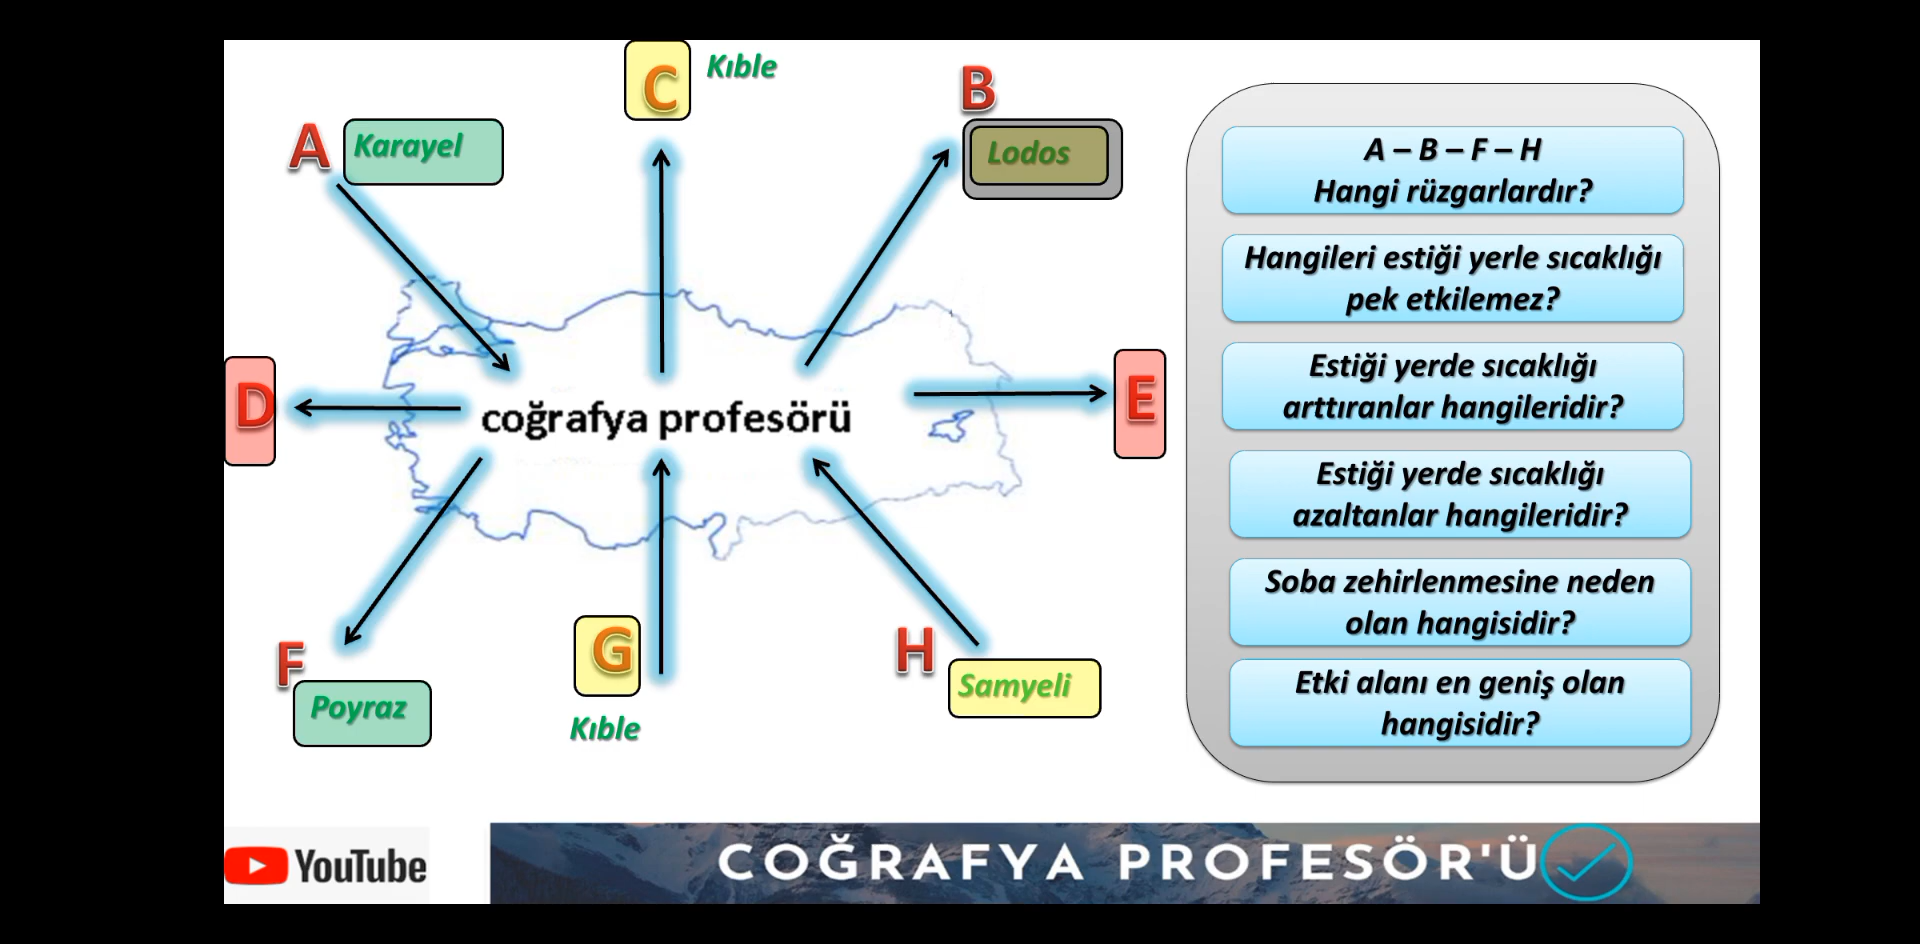 C
Kıble
B
Lodos
A
Karayel
D
coğrafya profesörü
E
F
Poyraz
G
Kıble
H
Samyeli
A – B – F – H
Hangi rüzgarlardır?
Hangileri estiği yerle sıcaklığı
pek etkilemez?
Estiği yerde sıcaklığı
arttıranlar hangileridir?
Estiği yerde sıcaklığı
azaltanlar hangileridir?
Soba zehirlenmesine neden
olan hangisidir?
Etki alanı en geniş olan
hangisidir?
YouTube
COĞRAFYA PROFESÖR'Ü